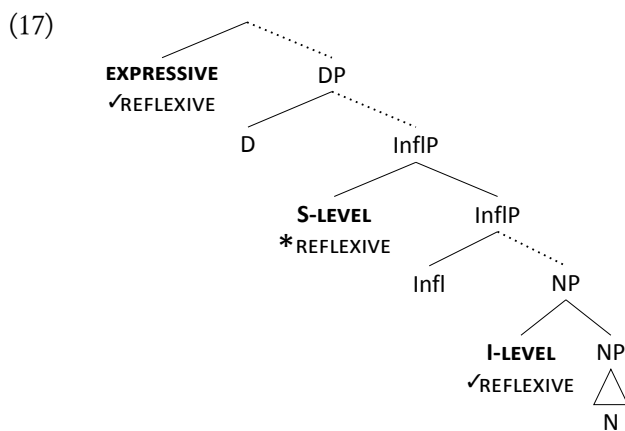 (17)
EXPRESSIVE
DP
✓REFLEXIVE
D
InflP
S-LEVEL
InflP
*REFLEXIVE
Infl
NP
I-LEVEL
NP
✓REFLEXIVE
N